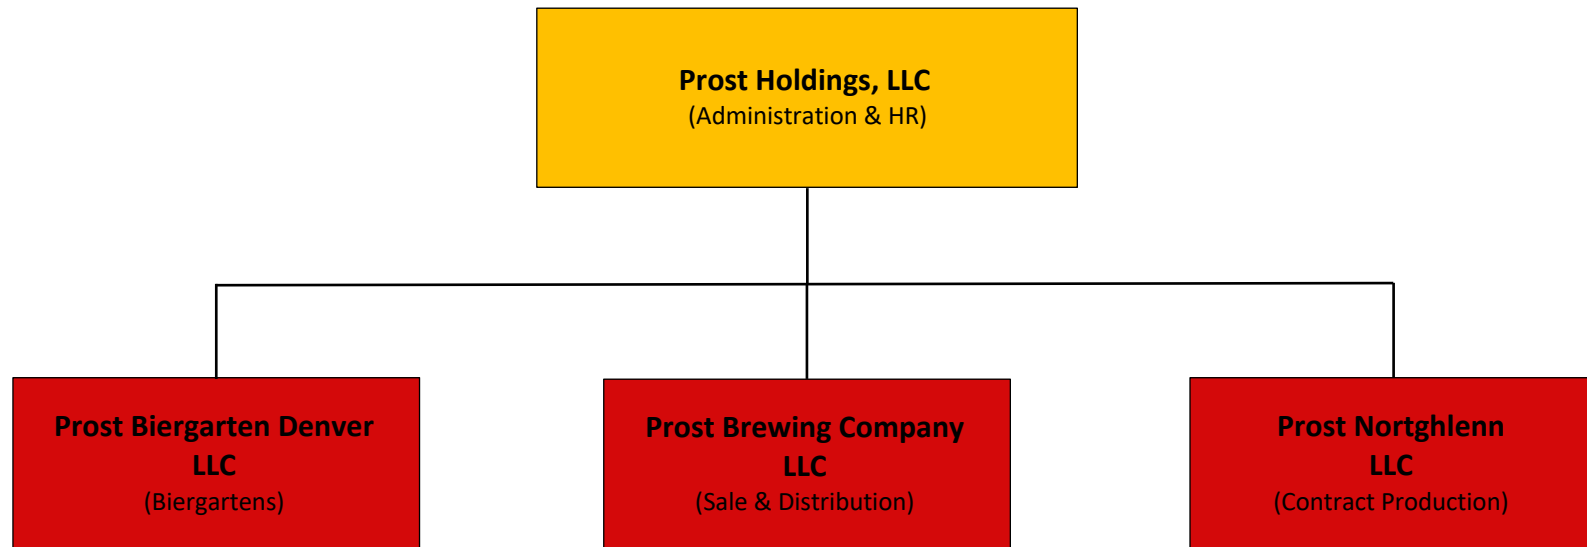 Prost Holdings, LLC
(Administration & HR)
Prost Biergarten Denver
LLC
(Biergartens)
Prost Brewing Company
LLC
(Sale & Distribution)
Prost Nortghlenn
LLC
(Contract Production)